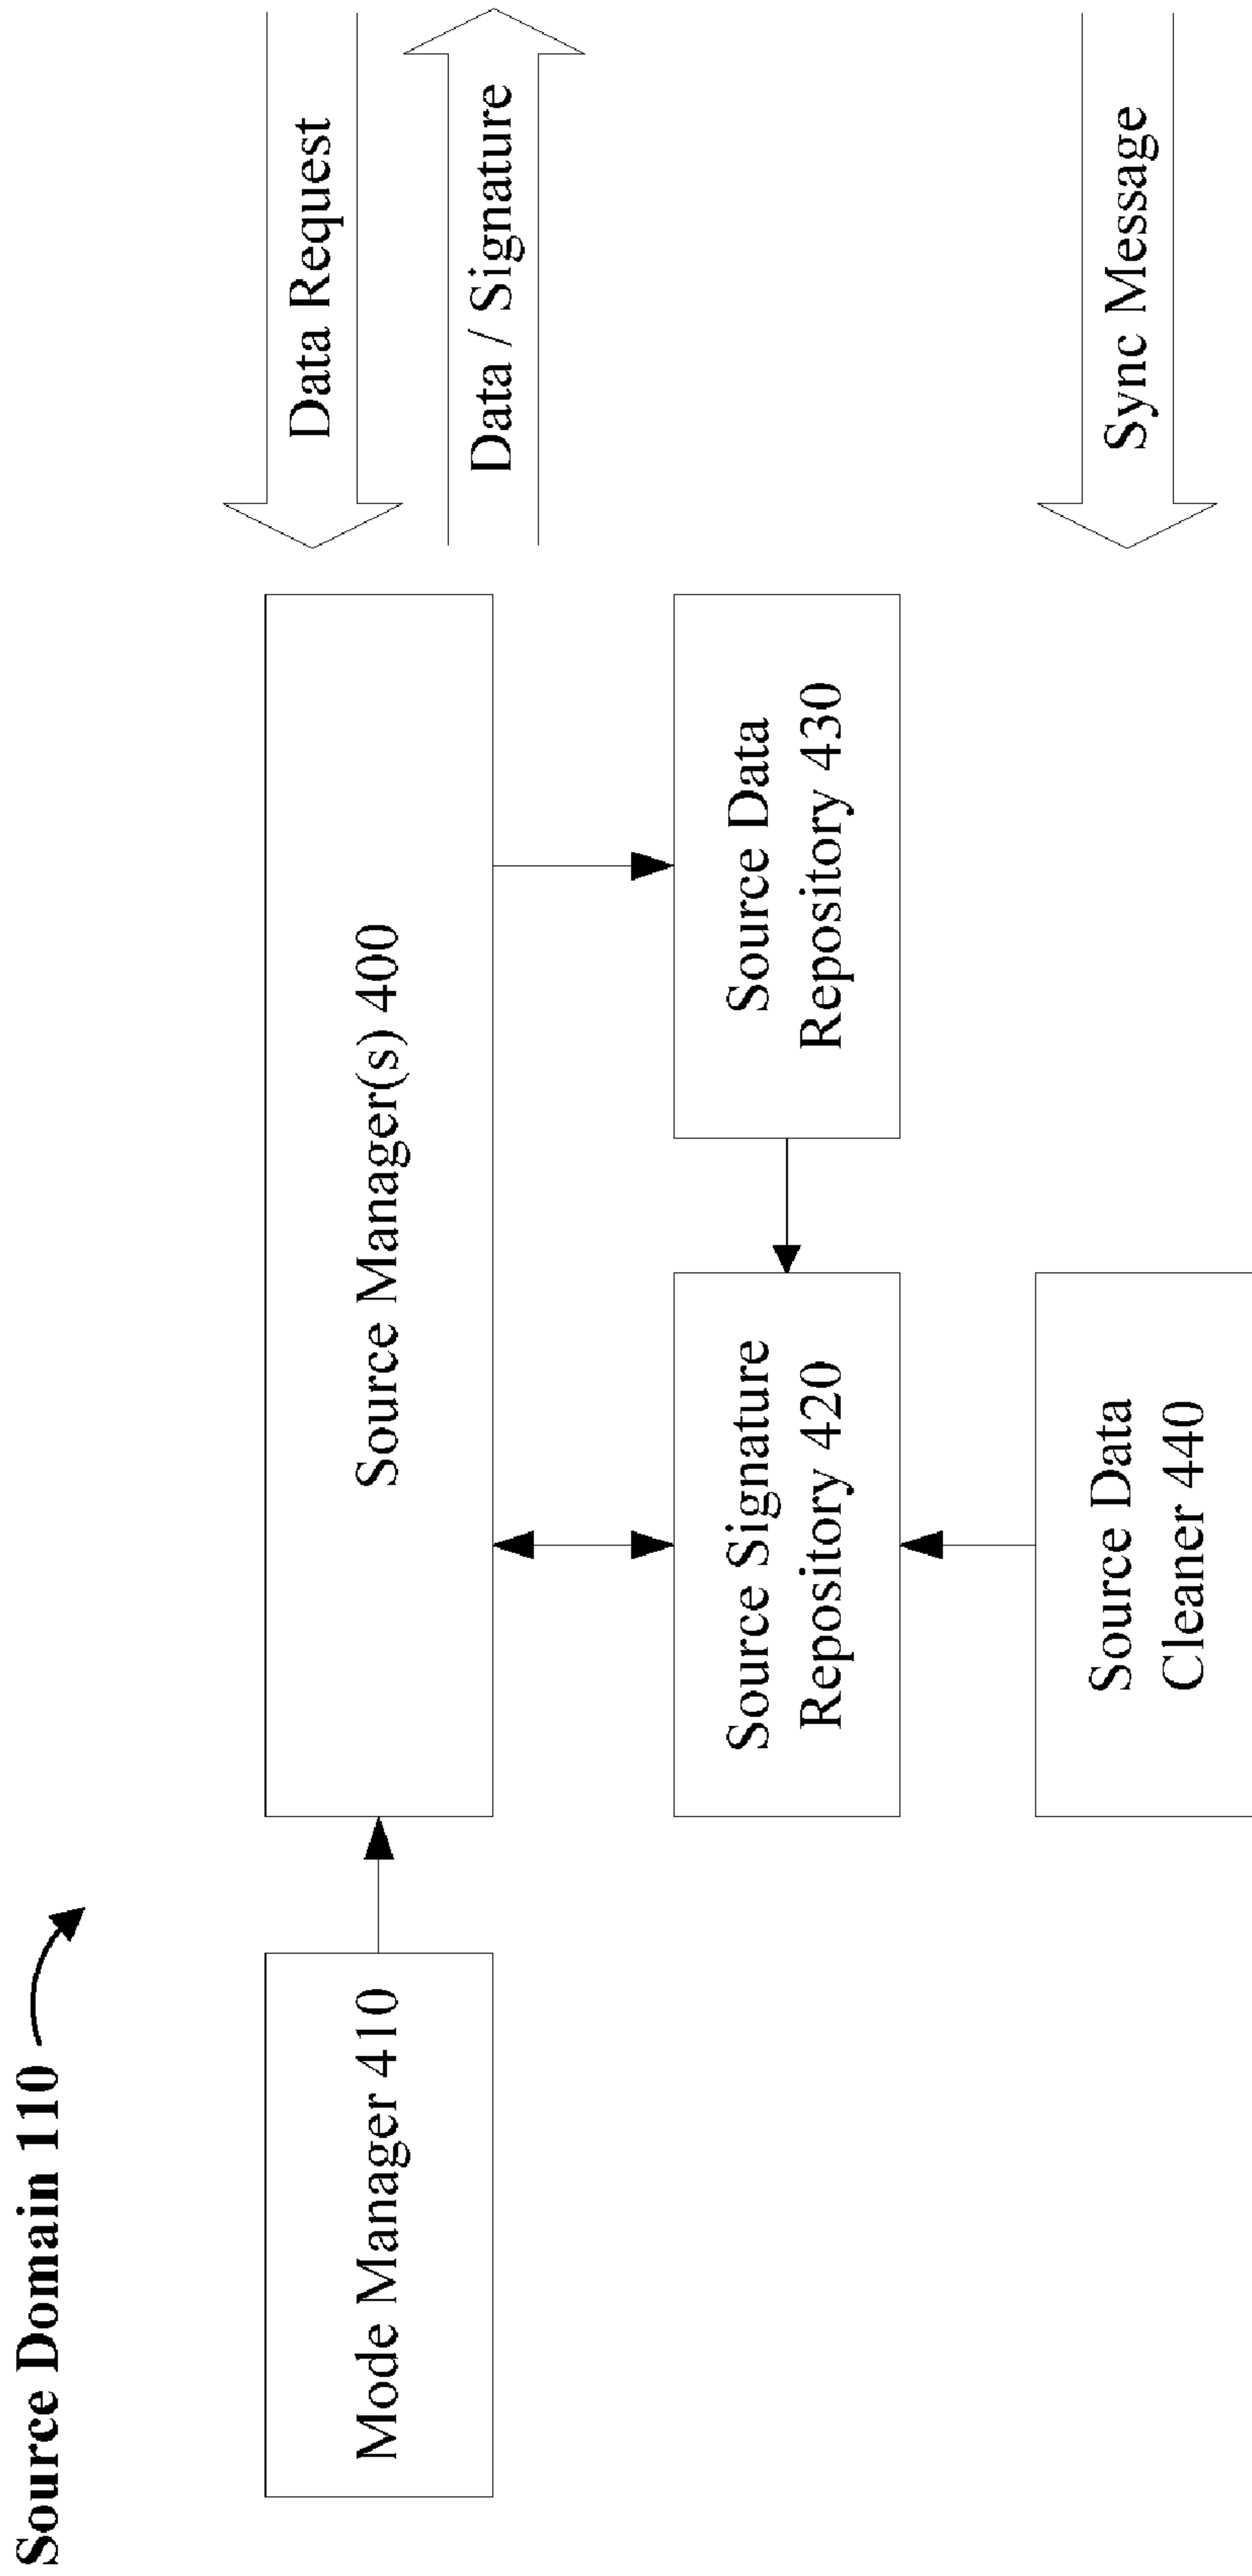 Source Domain 110
Mode Manager 410
Source Manager(s) 400
Data Request
Data / Signature
Source Signature
Repository 420
Source Data
Repository 430
Source Data
Cleaner 440
Sync Message